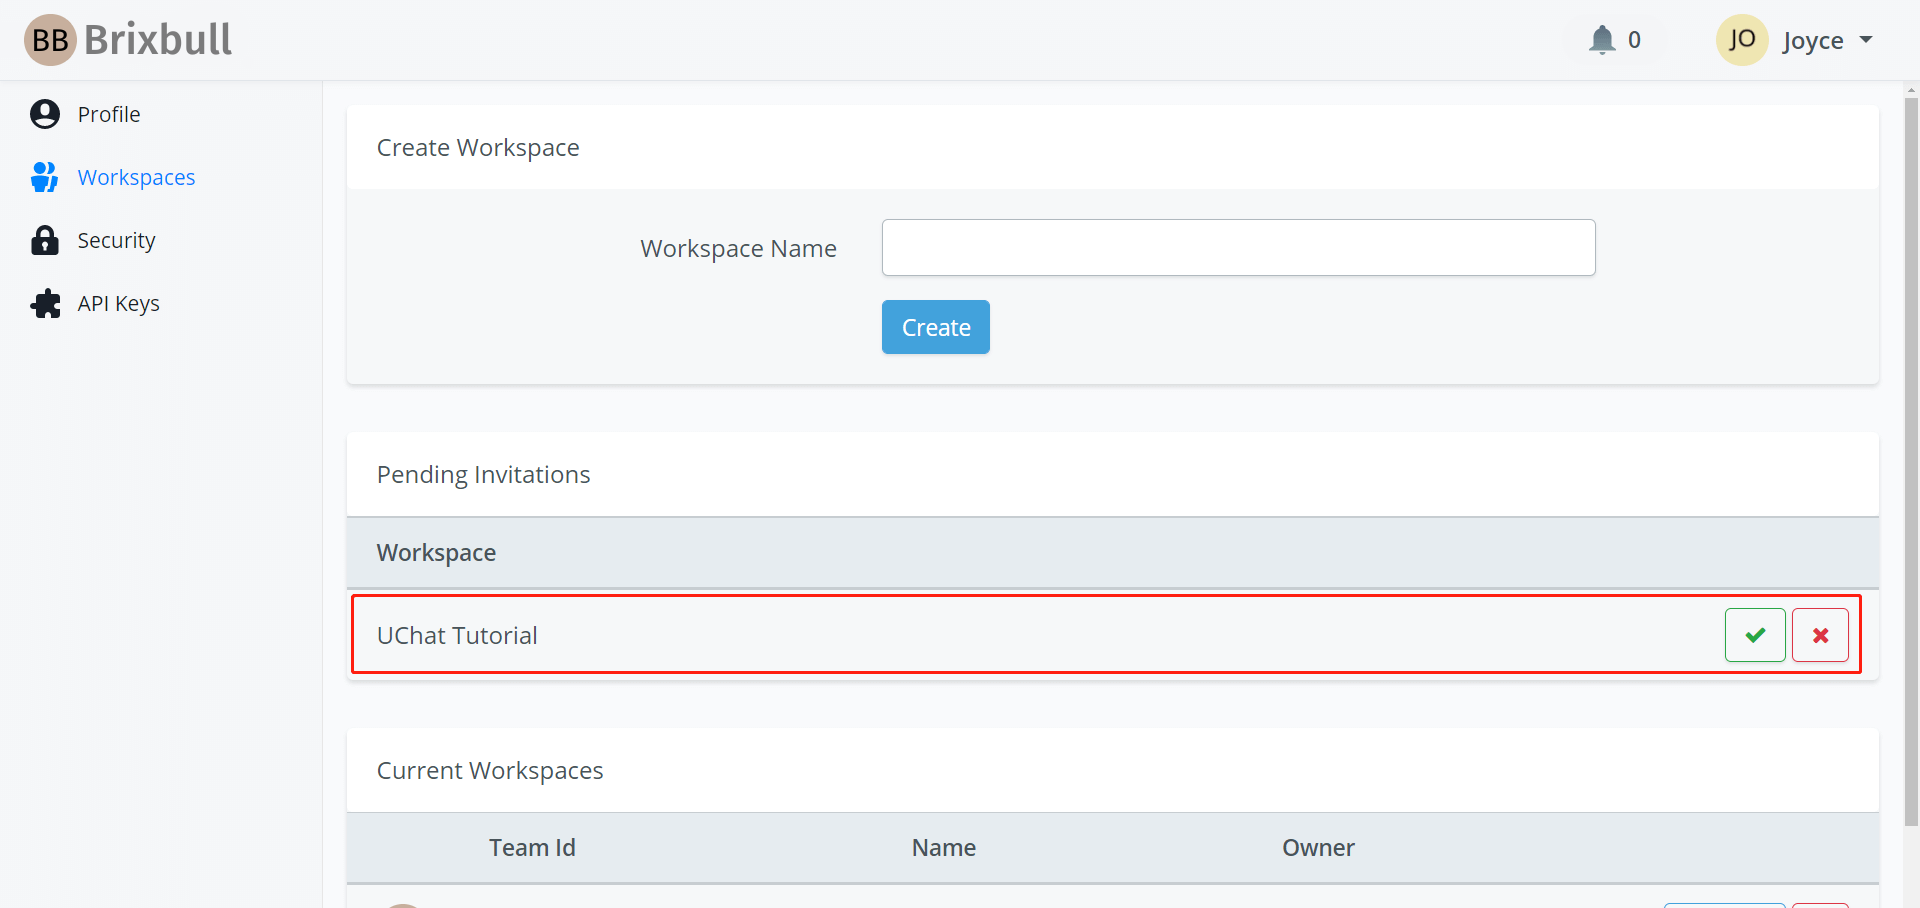 BB Brixbull
0
JO Joyce
Profile
Workspaces
Security
API Keys
Create Workspace
Workspace Name
Create
Pending Invitations
Workspace
UChat Tutorial
Current Workspaces
Team Id Name Owner